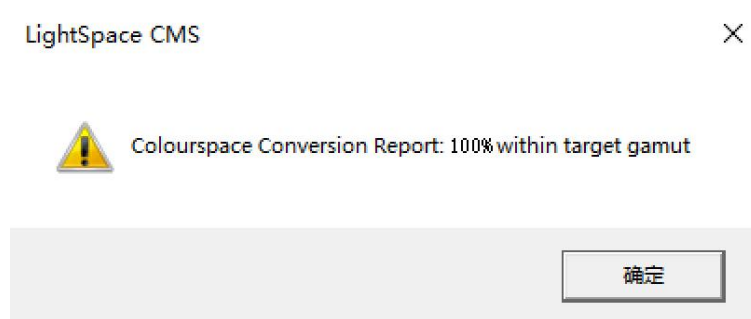 LightSpace CMS
Colourspace Conversion Report: 100% within target gamut
确定